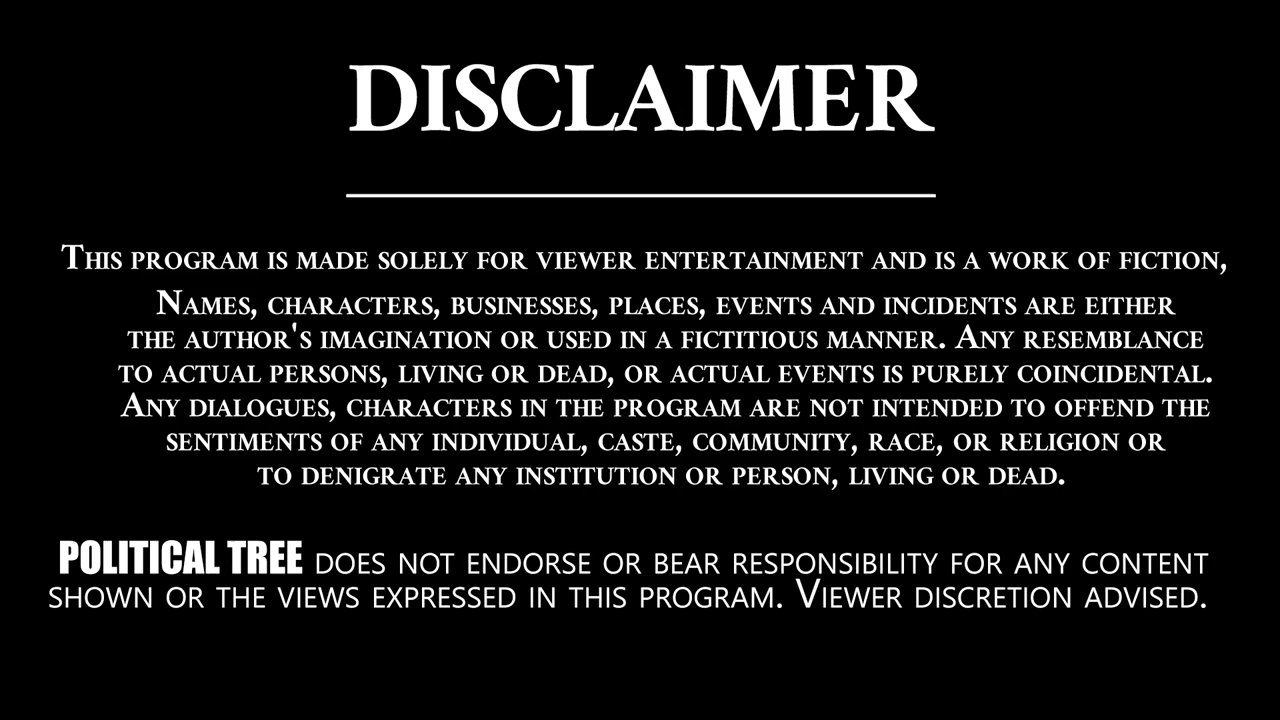 DISCLAIMER
This program is made solely for viewer entertainment and is a work of fiction,
Names, characters, businesses, places, events and incidents are either
the author's imagination or used in a fictitious manner. Any resemblance
to actual persons, living or dead, or actual events is purely coincidental.
Any dialogues, characters in the program are not intended to offend the
sentiments of any individual, caste, community, race, or religion or
to denigrate any institution or person, living or dead.
POLITICAL TREE does not endorse or bear responsibility for any content
shown or the views expressed in this program. Viewer discretion advised.